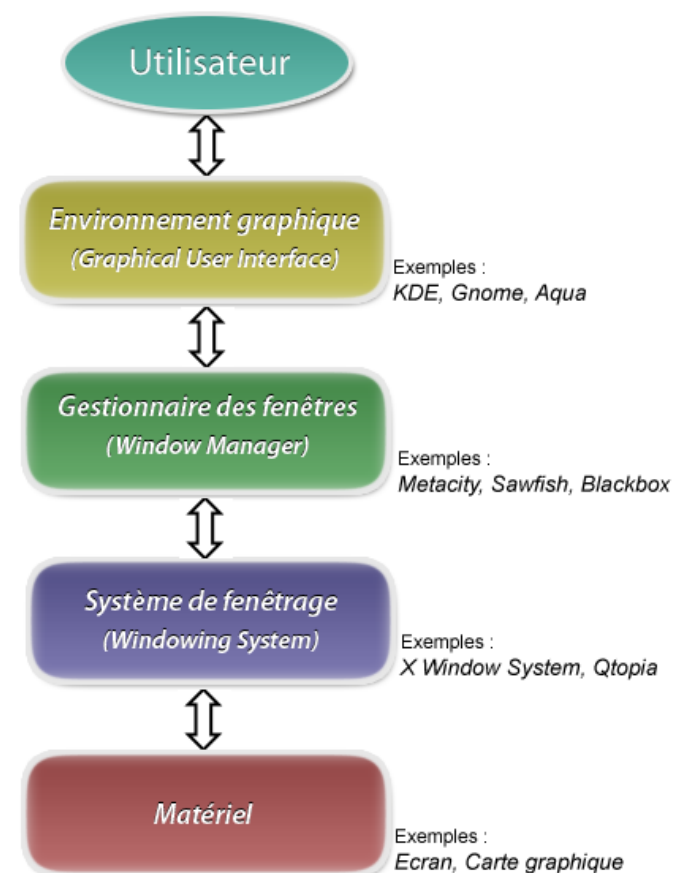 Utilisateur
Environnement graphique
(Graphical User Interface)
Exemples :
KDE, Gnome, Aqua
Gestionnaire des fenêtres
(Window Manager)
Exemples :
Metacity, Sawfish, Blackbox
Système de fenêtrage
(Windowing System)
Exemples :
X Window System, Qtopia
Matériel
Exemples :
Ecran, Carte graphique